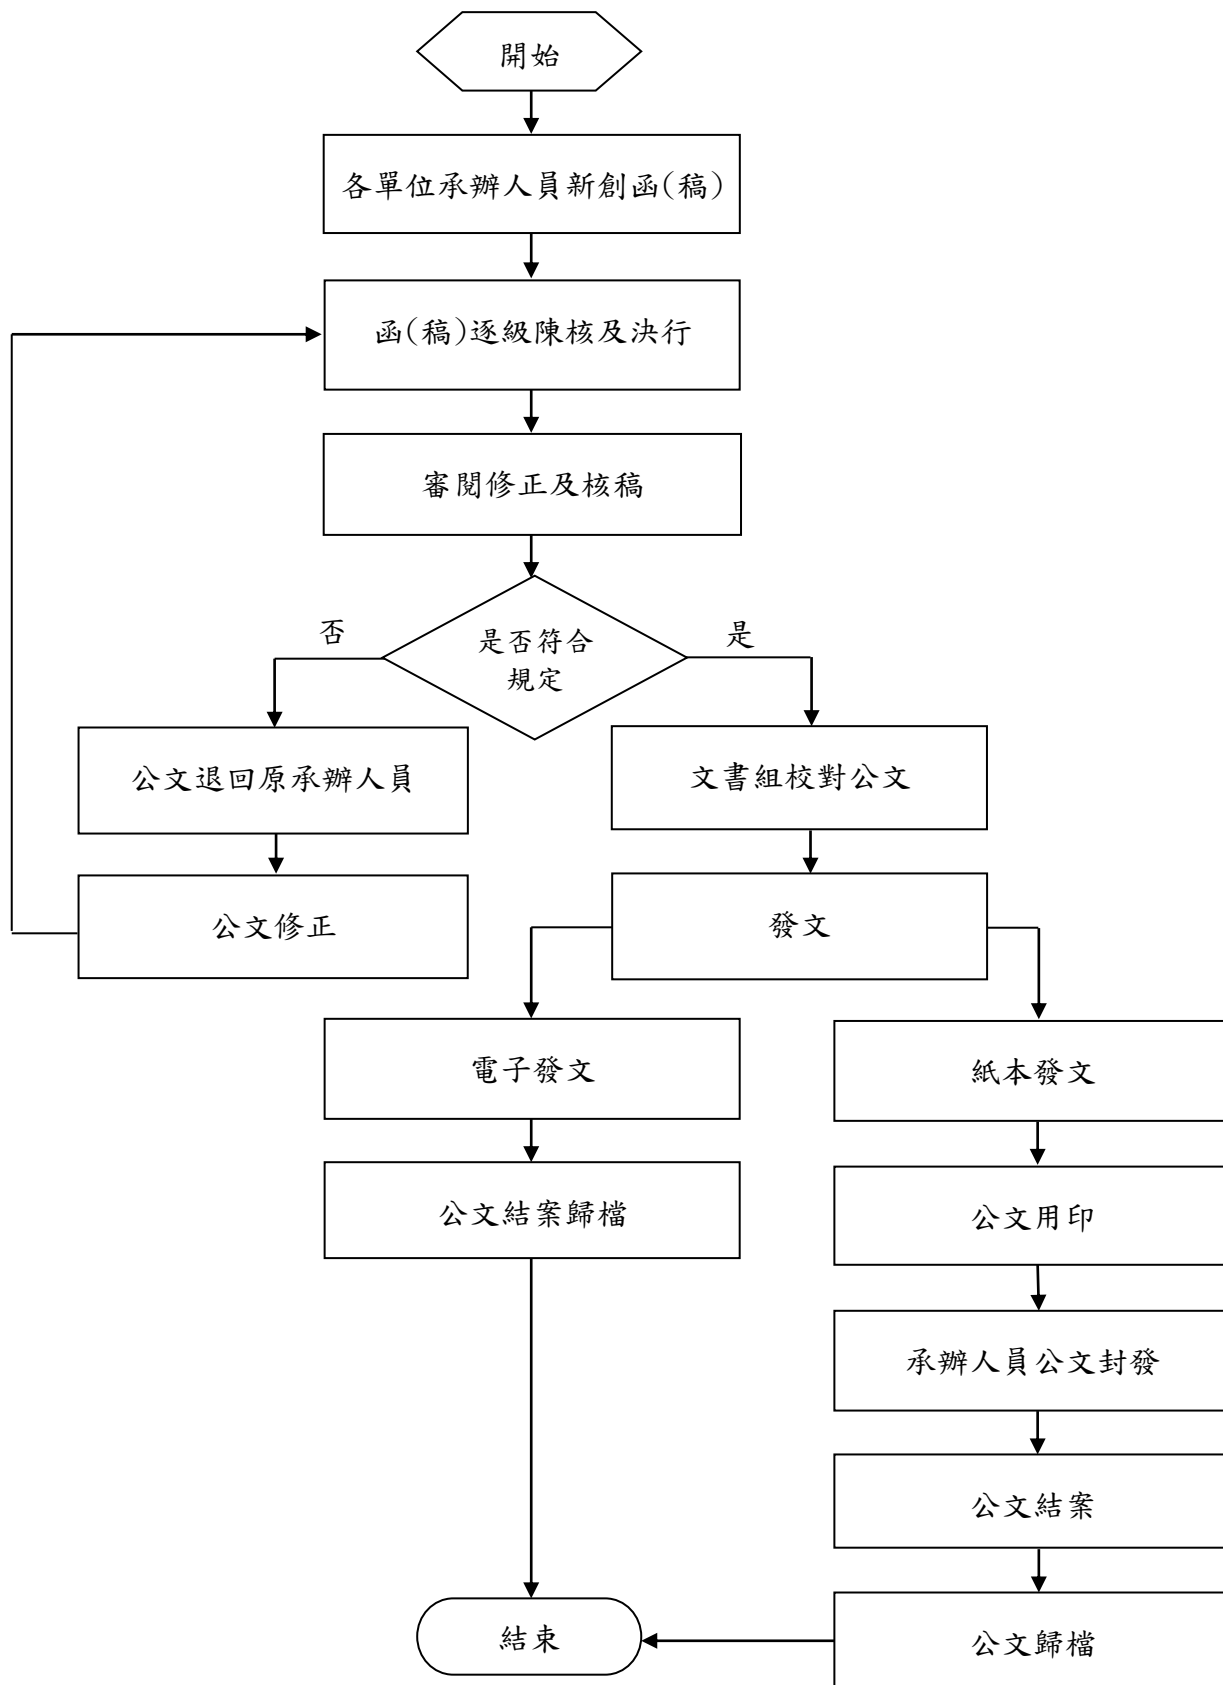 開始
各單位承辦人員新創函(稿)
函(稿)逐級陳核及決行
審閱修正及核稿
是否符合
規定
否
是
公文退回原承辦人員
文書組校對公文
公文修正
發文
電子發文
紙本發文
公文結案歸檔
公文用印
承辦人員公文封發
公文結案
公文歸檔
結束